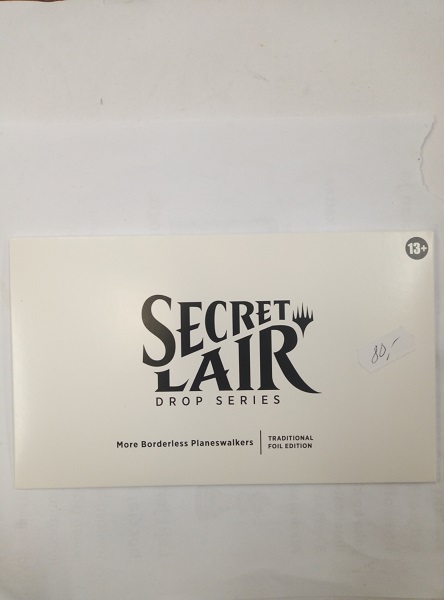 13+
SECRET
LAIR
DROP SERIES
80,-
More Borderless Planeswalkers | TRADITIONAL
FOIL EDITION